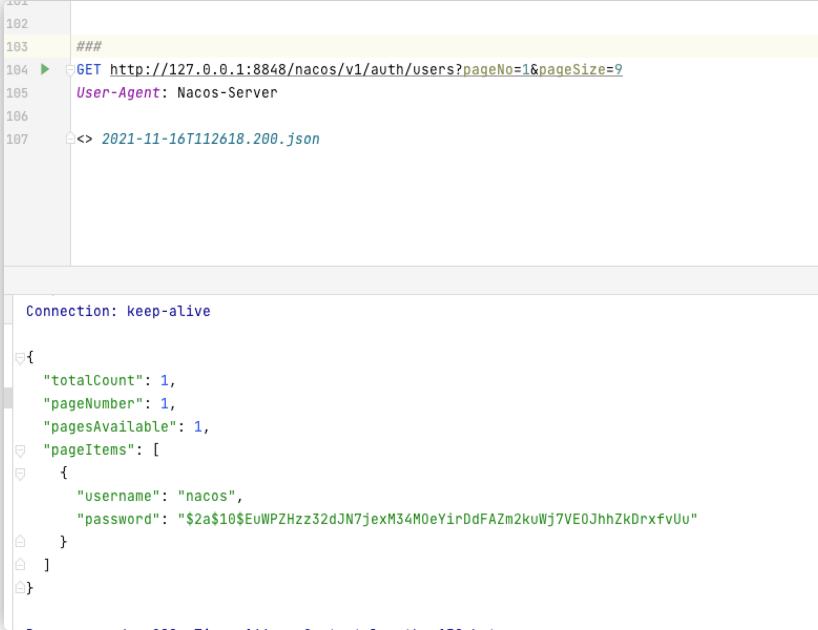 102
103 ###
104 GET http://127.0.0.1:8848/nacos/v1/auth/users?pageNo=1&pageSize=9
105 User-Agent: Nacos-Server
106
107 <> 2021-11-16T112618.200.json
Connection: keep-alive
{
"totalCount": 1,
"pageNumber": 1,
"pagesAvailable": 1,
"pageItems": [
{
"username": "nacos",
"password": "$2a$10$EuWPZHzz32dJN7jexM34MOeYirDdFAZm2kuWj7VEOJhhZkDrxfvUu"
}
]
}